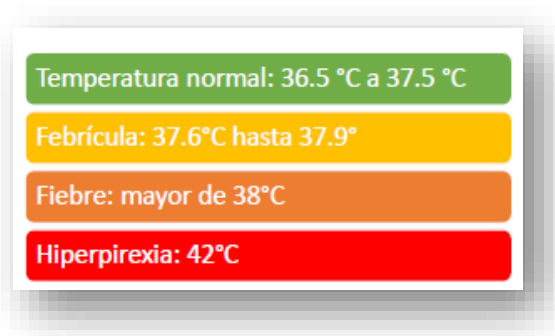 Temperatura normal: 36.5 °C a 37.5 °C
Febrícula: 37.6°C hasta 37.9°
Fiebre: mayor de 38°C
Hiperpirexia: 42°C